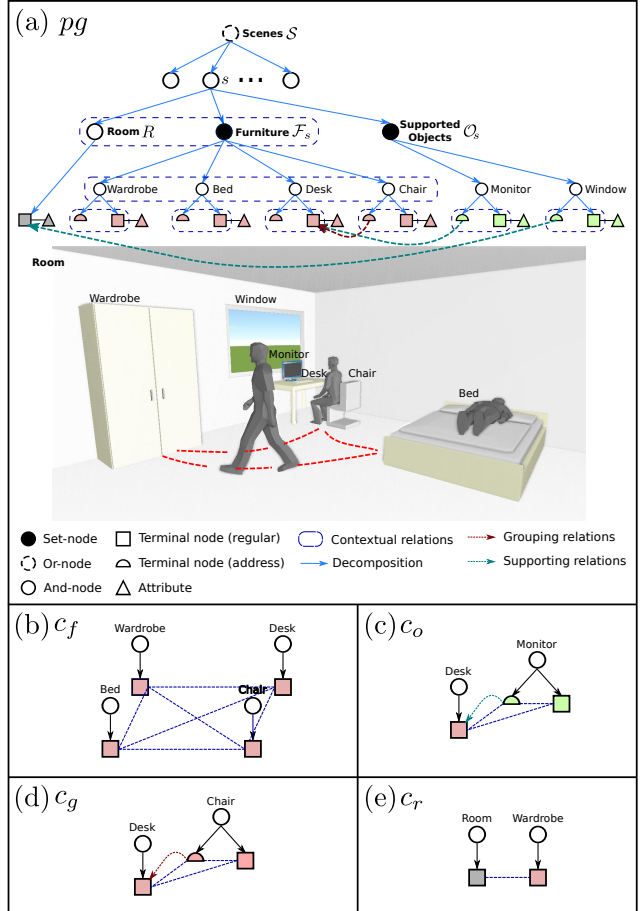 (a) pg
Scenes 𝒮
s ...
Room R
Furniture ℱₛ
Supported
Objects 𝒪ₛ
Wardrobe
Bed
Desk
Chair
Monitor
Window
Room
Wardrobe
Window
Monitor
Desk
Chair
Bed
Set-node
Terminal node (regular)
Contextual relations
Grouping relations
Or-node
Terminal node (address)
Decomposition
Supporting relations
And-node
Attribute
(b) c_f
Wardrobe
Desk
Bed
Chair
(c) c_o
Monitor
Desk
(d) c_g
Chair
Desk
(e) c_r
Room
Wardrobe